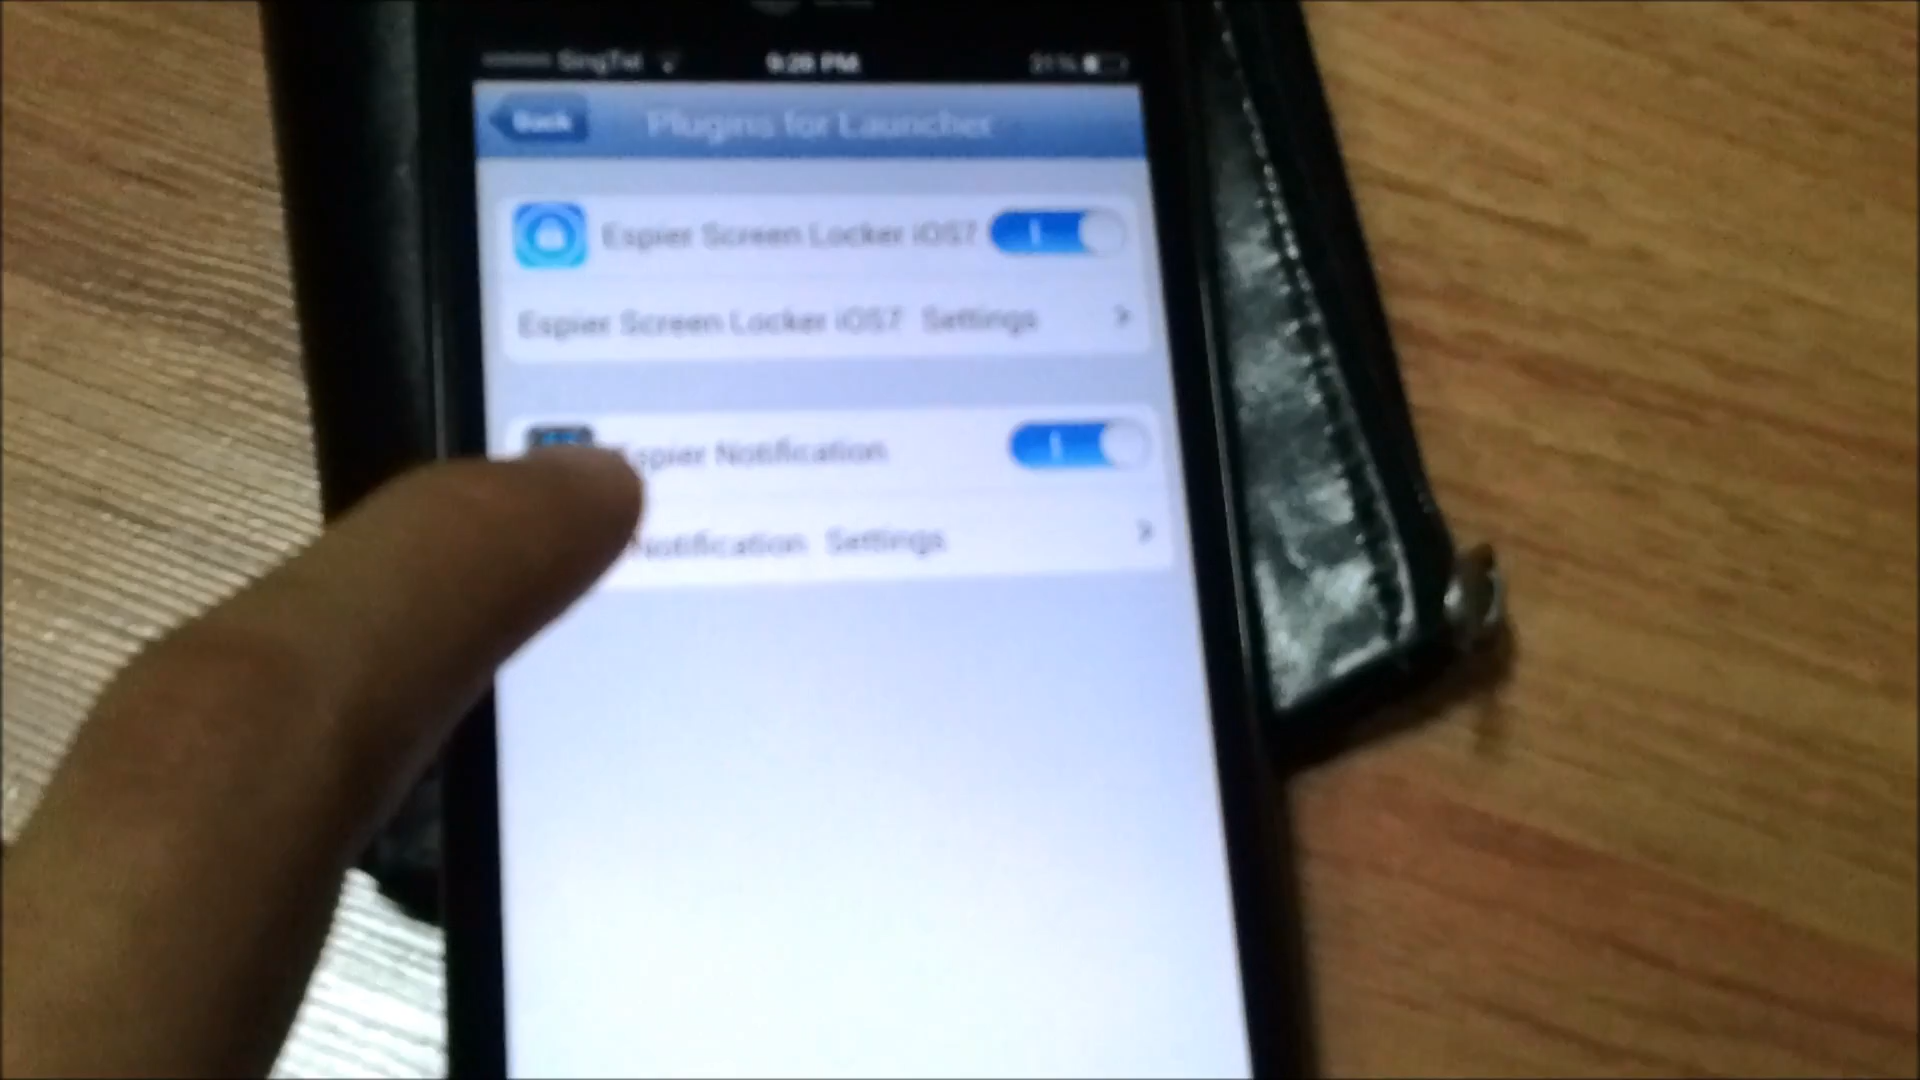 SingTel 9:26 PM 21%
Back Plugins for Launcher
Espier Screen Locker iOS7
Espier Screen Locker iOS7 Settings
Espier Notification
Notification Settings